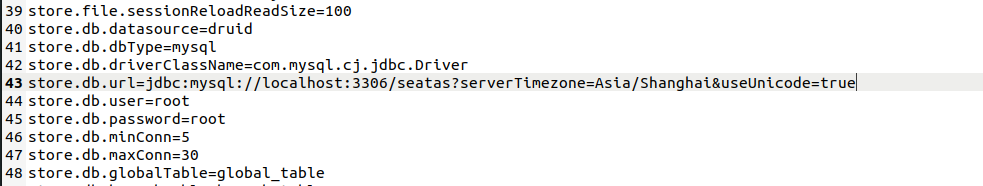 39 store.file.sessionReloadReadSize=100
40 store.db.datasource=druid
41 store.db.dbType=mysql
42 store.db.driverClassName=com.mysql.cj.jdbc.Driver
43 store.db.url=jdbc:mysql://localhost:3306/seatas?serverTimezone=Asia/Shanghai&useUnicode=true
44 store.db.user=root
45 store.db.password=root
46 store.db.minConn=5
47 store.db.maxConn=30
48 store.db.globalTable=global_table